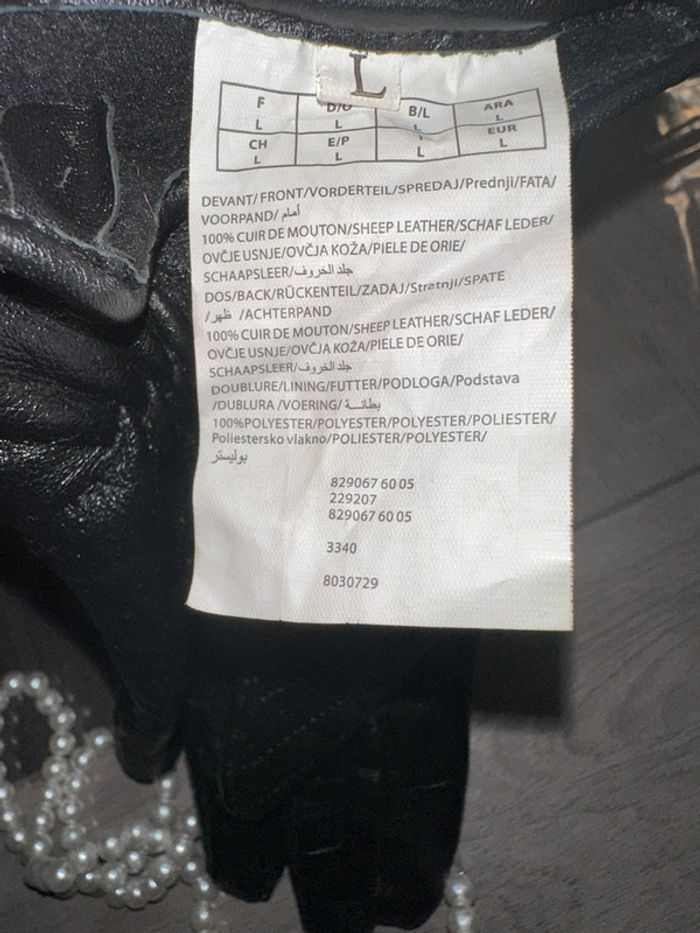 L
F D/U B/L ARA
L L L L
CH E/P EUR
L L L L
DEVANT/FRONT/VORDERTEIL/SPREDAJ/Prednji/FATA/
VOORPAND/ أمام
100% CUIR DE MOUTON/SHEEP LEATHER/SCHAF LEDER/
OVČJE USNJE/OVČJA KOŽA/PIELE DE ORIE/
SCHAAPSLEER/جلد الخروف
DOS/BACK/RÜCKENTEIL/ZADAJ/Stratnji/SPATE
/ظهر /ACHTERPAND
100% CUIR DE MOUTON/SHEEP LEATHER/SCHAF LEDER/
OVČJE USNJE/OVČJA KOŽA/PIELE DE ORIE/
SCHAAPSLEER/جلد الخروف
DOUBLURE/LINING/FUTTER/PODLOGA/Podstava
/DUBLURA /VOERING/بطانة
100%POLYESTER/POLYESTER/POLYESTER/POLIESTER/
Poliestersko vlakno/POLIESTER/POLYESTER/
بوليستر
829067 60 05
229207
829067 60 05
3340
8030729